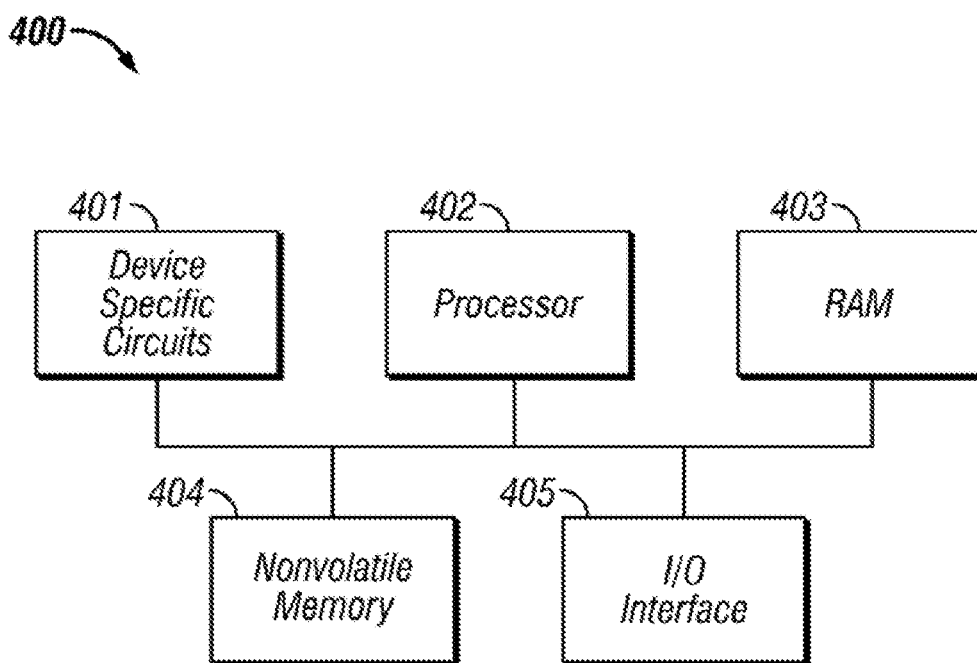 400
401
Device
Specific
Circuits
402
Processor
403
RAM
404
Nonvolatile
Memory
405
I/O
Interface